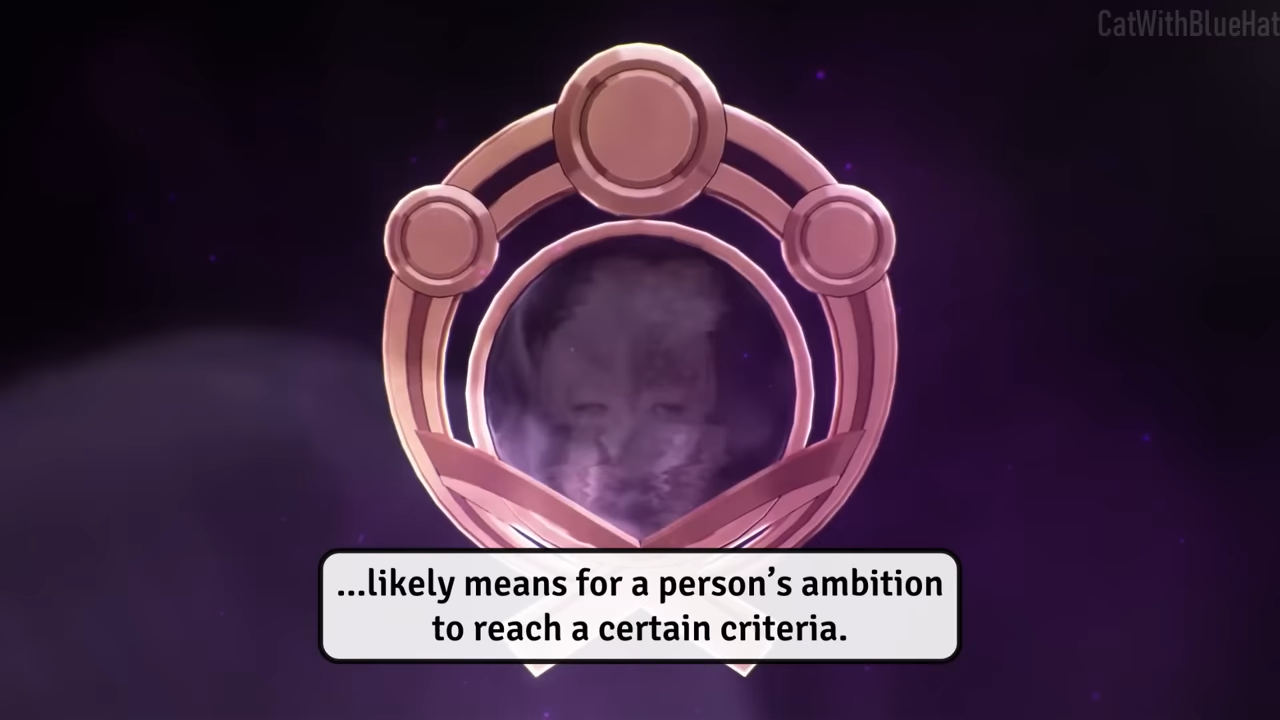 CatWithBlueHat
…likely means for a person’s ambition
to reach a certain criteria.